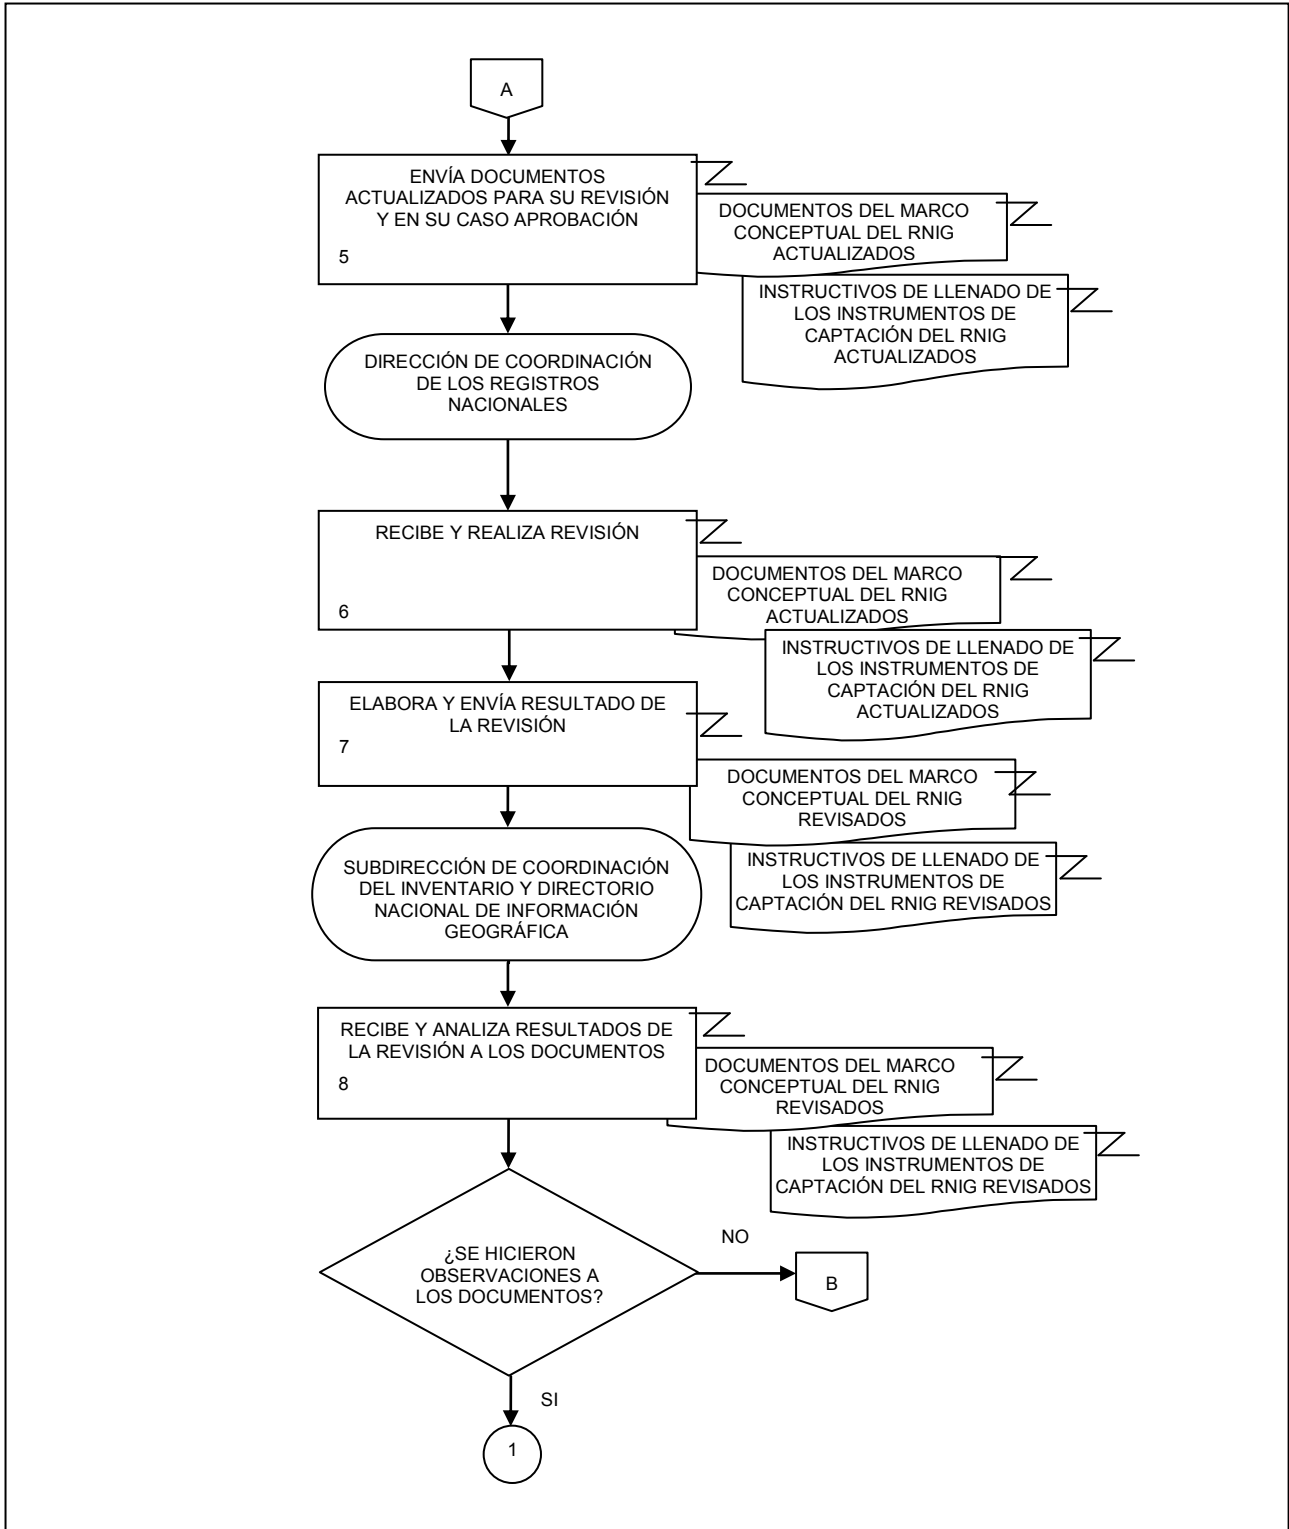 A
ENVÍA DOCUMENTOS
ACTUALIZADOS PARA SU REVISIÓN
Y EN SU CASO APROBACIÓN
5
DOCUMENTOS DEL MARCO
CONCEPTUAL DEL RNIG
ACTUALIZADOS
INSTRUCTIVOS DE LLENADO DE
LOS INSTRUMENTOS DE
CAPTACIÓN DEL RNIG
ACTUALIZADOS
DIRECCIÓN DE COORDINACIÓN
DE LOS REGISTROS
NACIONALES
RECIBE Y REALIZA REVISIÓN
6
DOCUMENTOS DEL MARCO
CONCEPTUAL DEL RNIG
ACTUALIZADOS
INSTRUCTIVOS DE LLENADO DE
LOS INSTRUMENTOS DE
CAPTACIÓN DEL RNIG
ACTUALIZADOS
ELABORA Y ENVÍA RESULTADO DE
LA REVISIÓN
7
DOCUMENTOS DEL MARCO
CONCEPTUAL DEL RNIG
REVISADOS
INSTRUCTIVOS DE LLENADO DE
LOS INSTRUMENTOS DE
CAPTACIÓN DEL RNIG REVISADOS
SUBDIRECCIÓN DE COORDINACIÓN
DEL INVENTARIO Y DIRECTORIO
NACIONAL DE INFORMACIÓN
GEOGRÁFICA
RECIBE Y ANALIZA RESULTADOS DE
LA REVISIÓN A LOS DOCUMENTOS
8
DOCUMENTOS DEL MARCO
CONCEPTUAL DEL RNIG
REVISADOS
INSTRUCTIVOS DE LLENADO DE
LOS INSTRUMENTOS DE
CAPTACIÓN DEL RNIG REVISADOS
¿SE HICIERON
OBSERVACIONES A
LOS DOCUMENTOS?
NO
B
SI
1